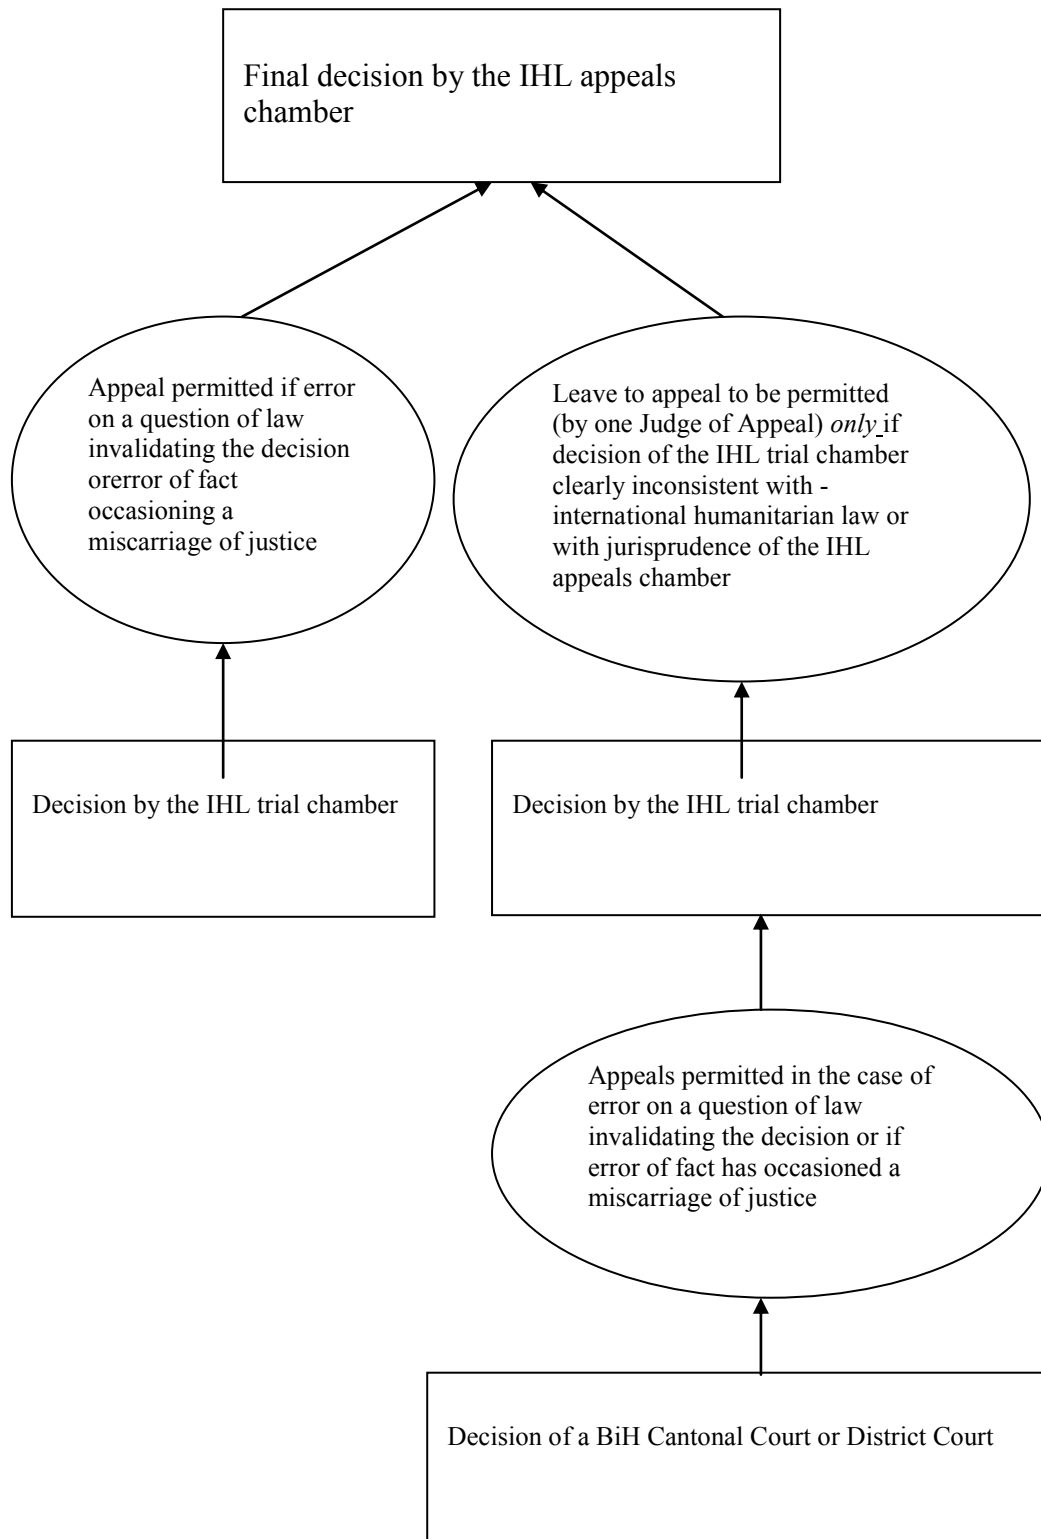 Final decision by the IHL appeals
chamber
Appeal permitted if error
on a question of law
invalidating the decision
orerror of fact
occasioning a
miscarriage of justice
Leave to appeal to be permitted
(by one Judge of Appeal) only if
decision of the IHL trial chamber
clearly inconsistent with -
international humanitarian law or
with jurisprudence of the IHL
appeals chamber
Decision by the IHL trial chamber
Decision by the IHL trial chamber
Appeals permitted in the case of
error on a question of law
invalidating the decision or if
error of fact has occasioned a
miscarriage of justice
Decision of a BiH Cantonal Court or District Court